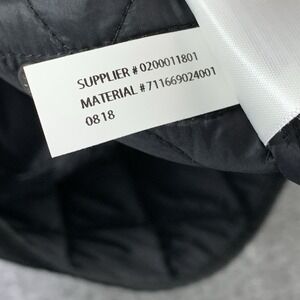 SUPPLIER # 0200011801
MATERIAL #711669024001
0818